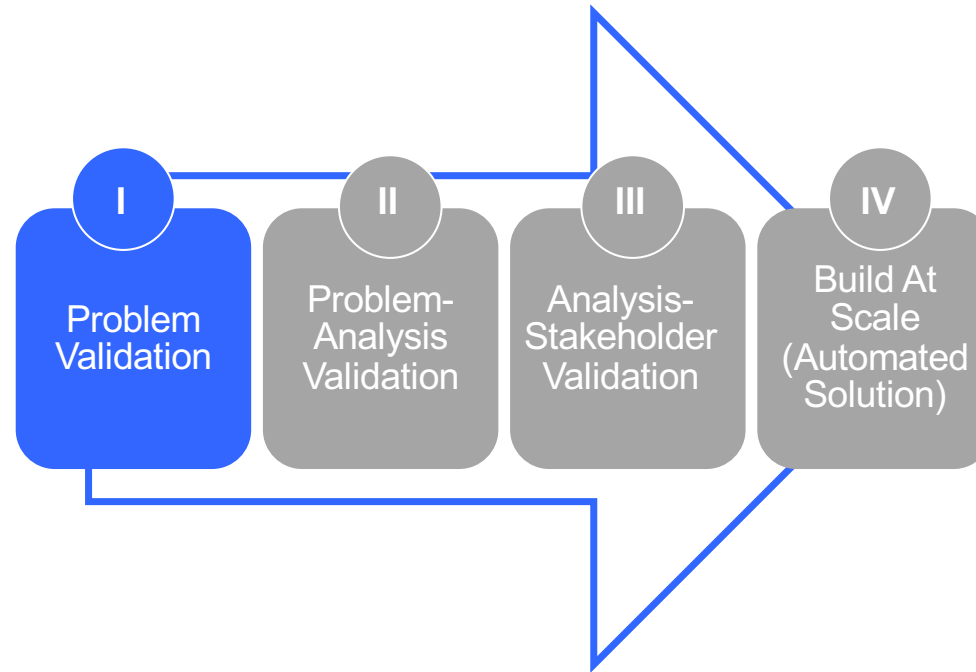 I
Problem
Validation
II
Problem-
Analysis
Validation
III
Analysis-
Stakeholder
Validation
IV
Build At
Scale
(Automated
Solution)